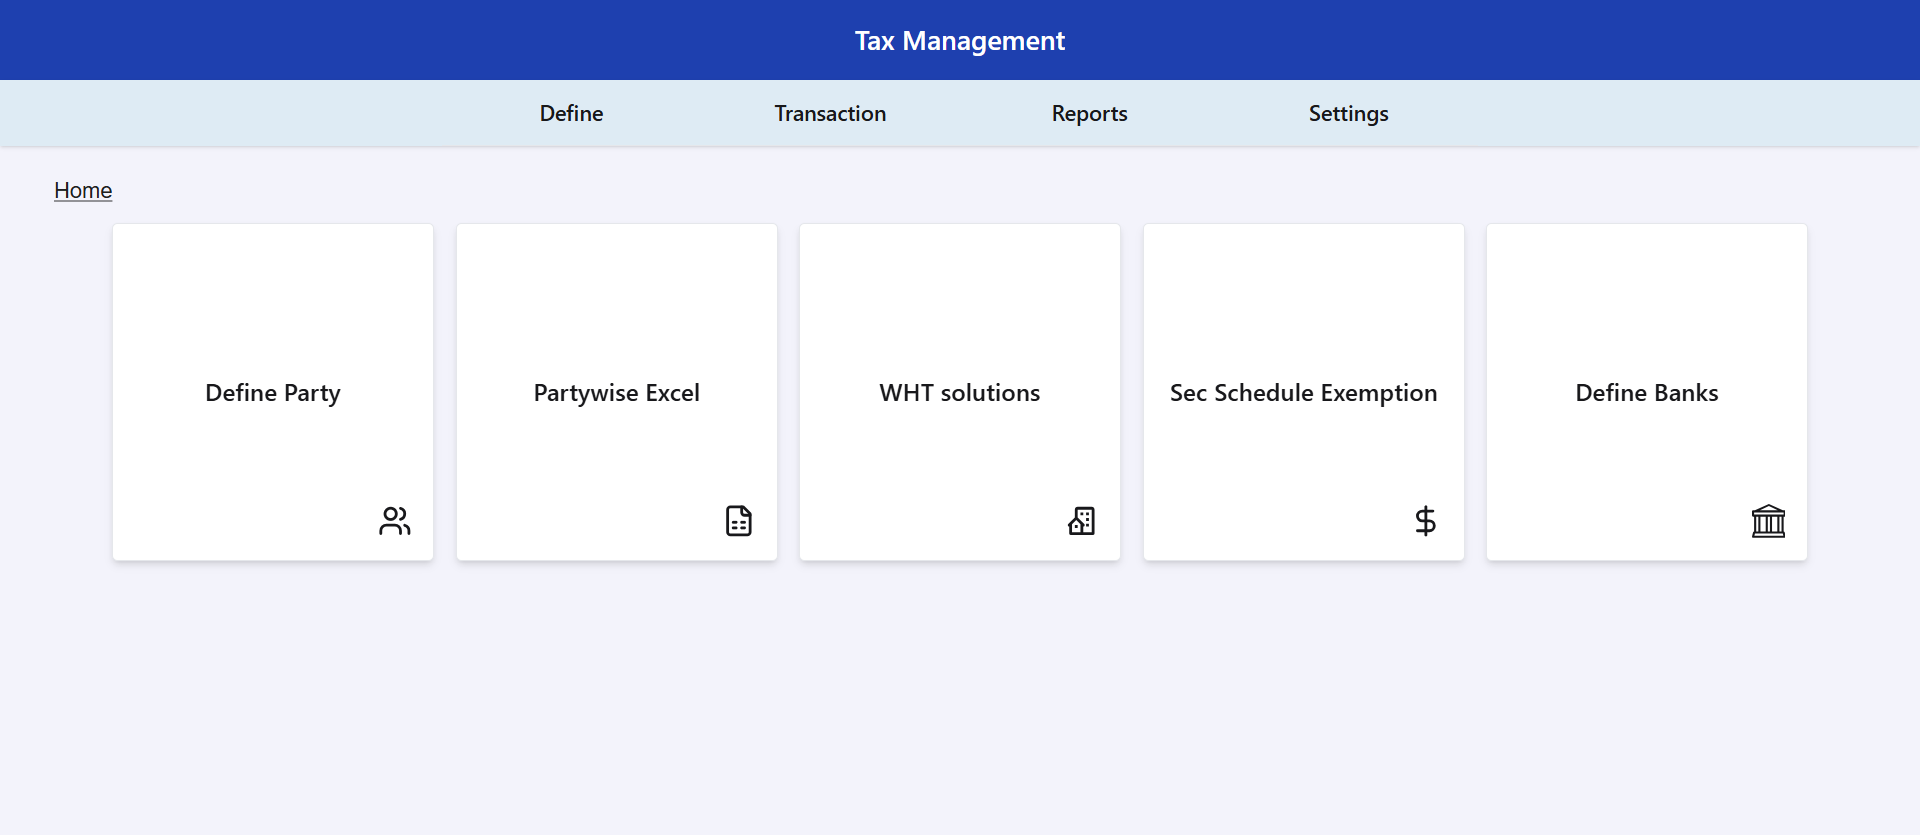 Tax Management
Define
Transaction
Reports
Settings
Home
Define Party
Partywise Excel
WHT solutions
Sec Schedule Exemption
Define Banks